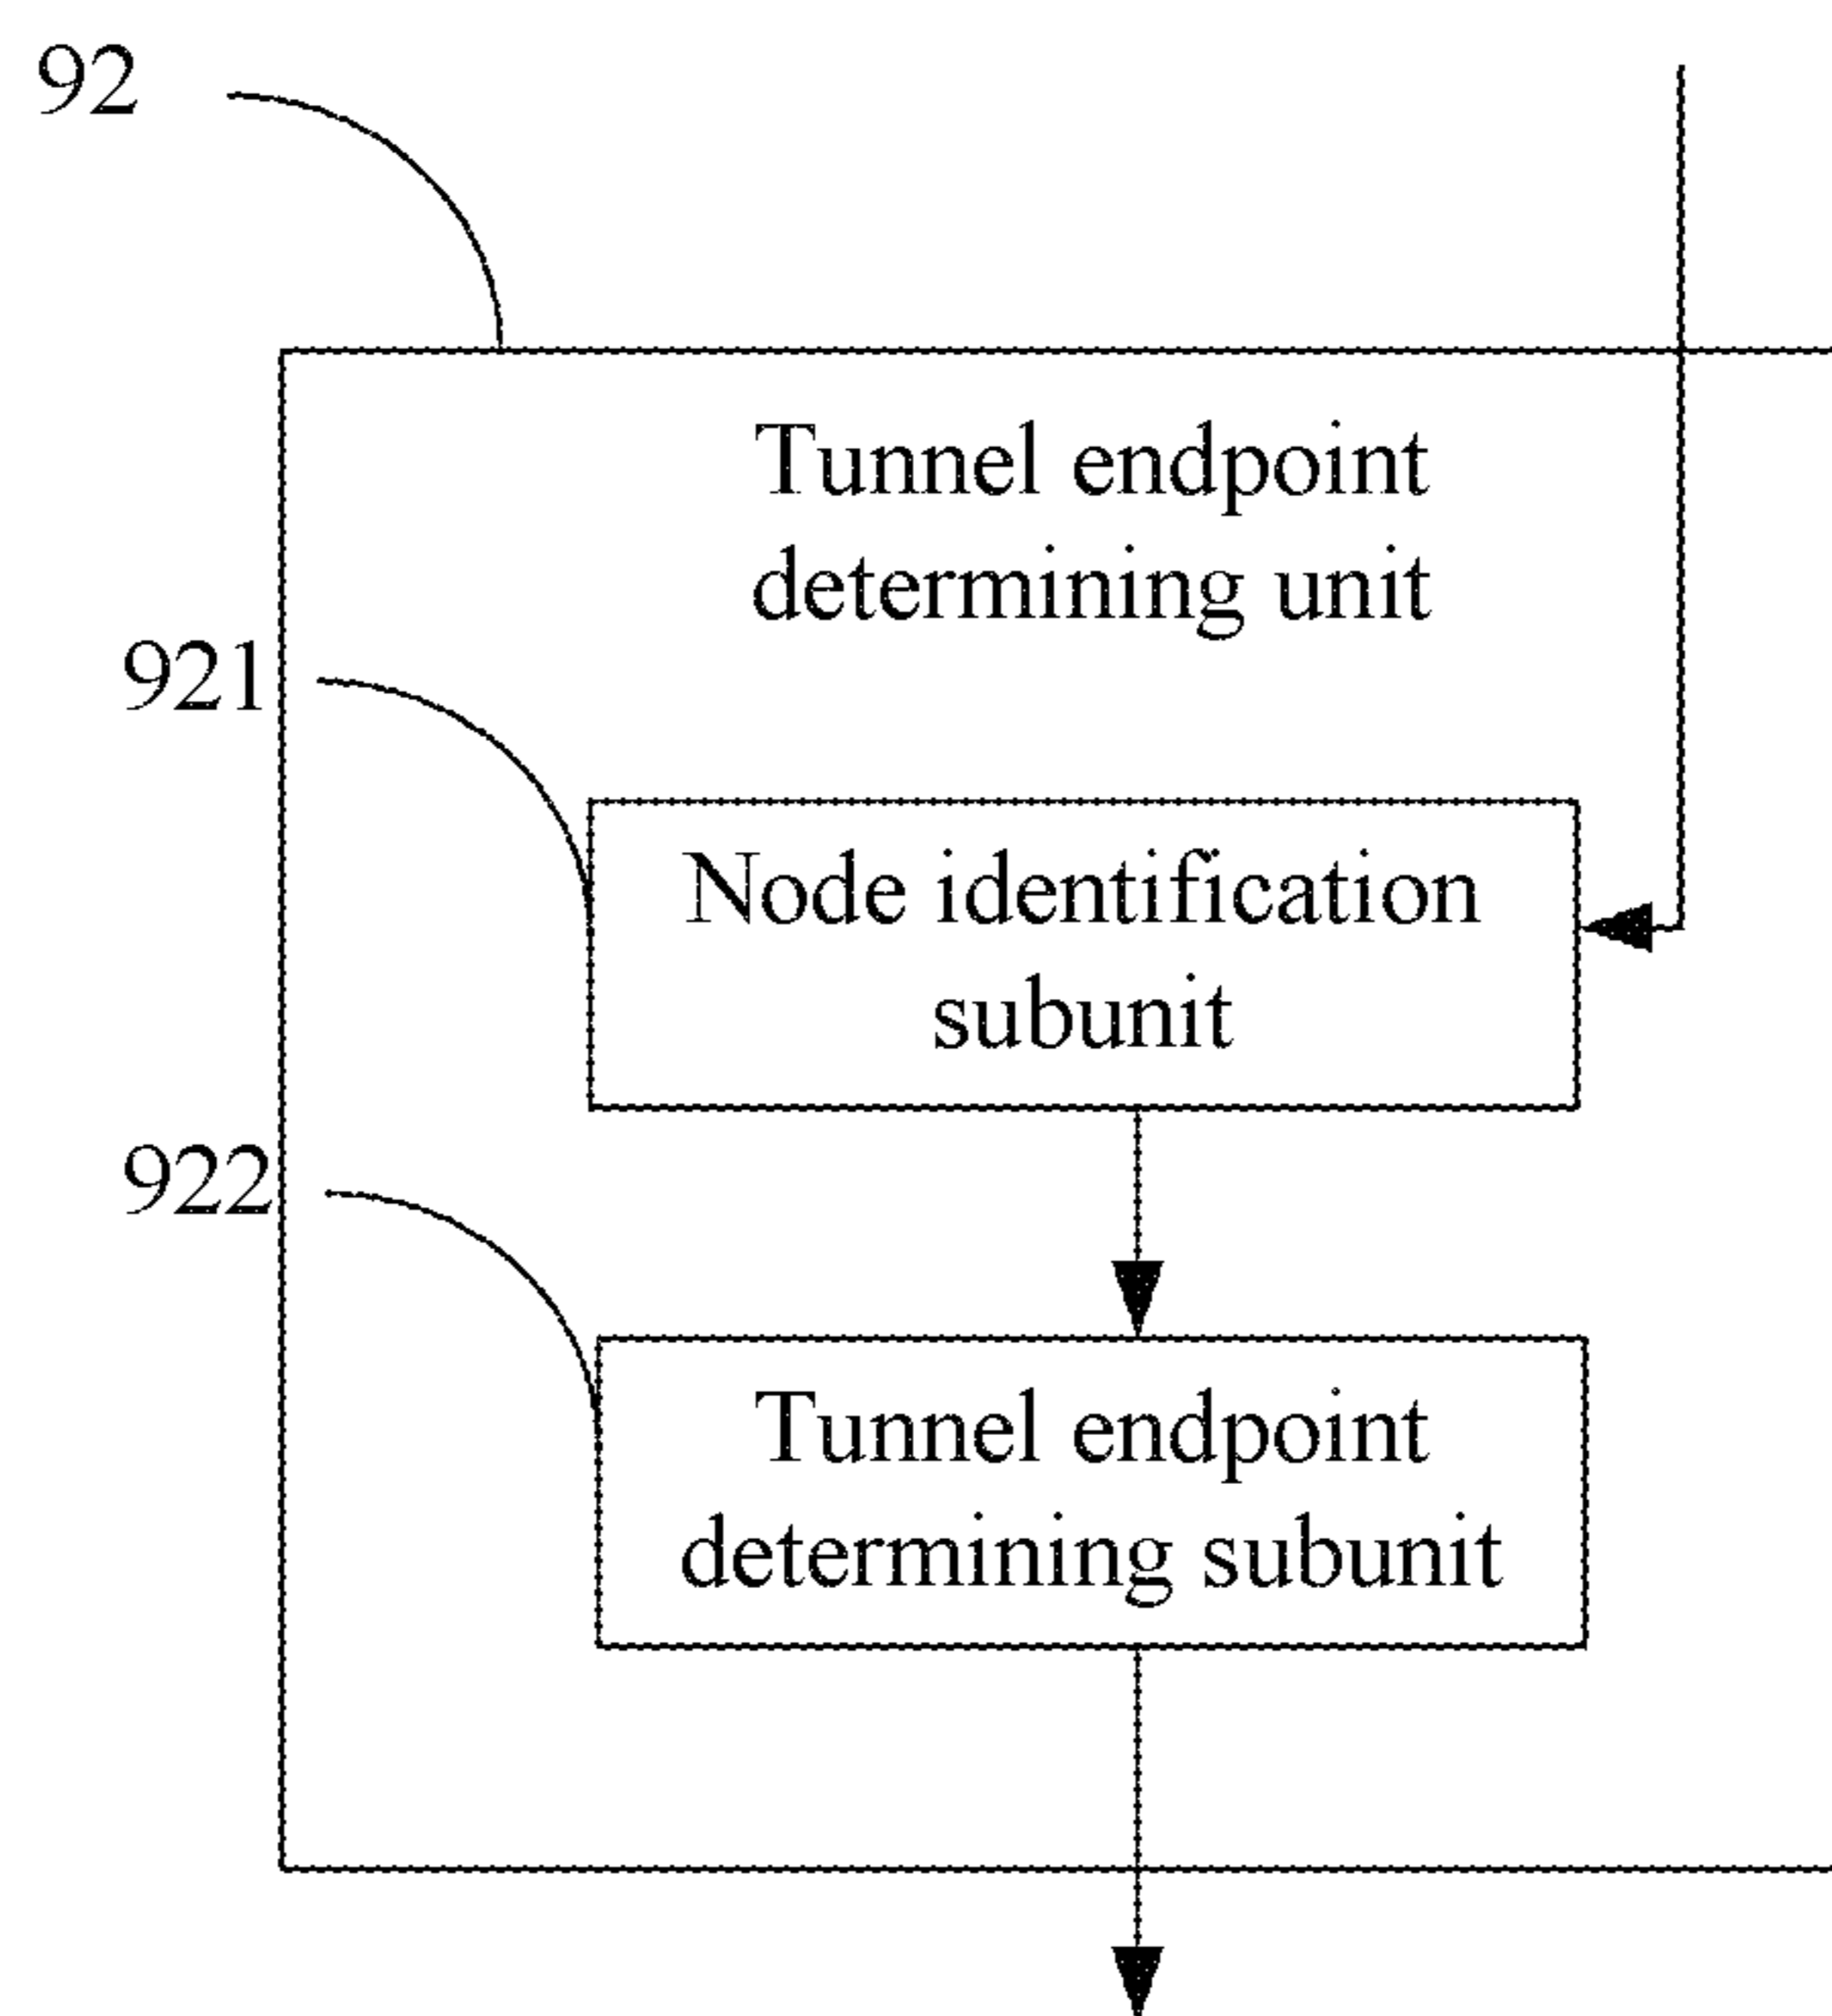 92
Tunnel endpoint
determining unit
921
Node identification
subunit
922
Tunnel endpoint
determining subunit